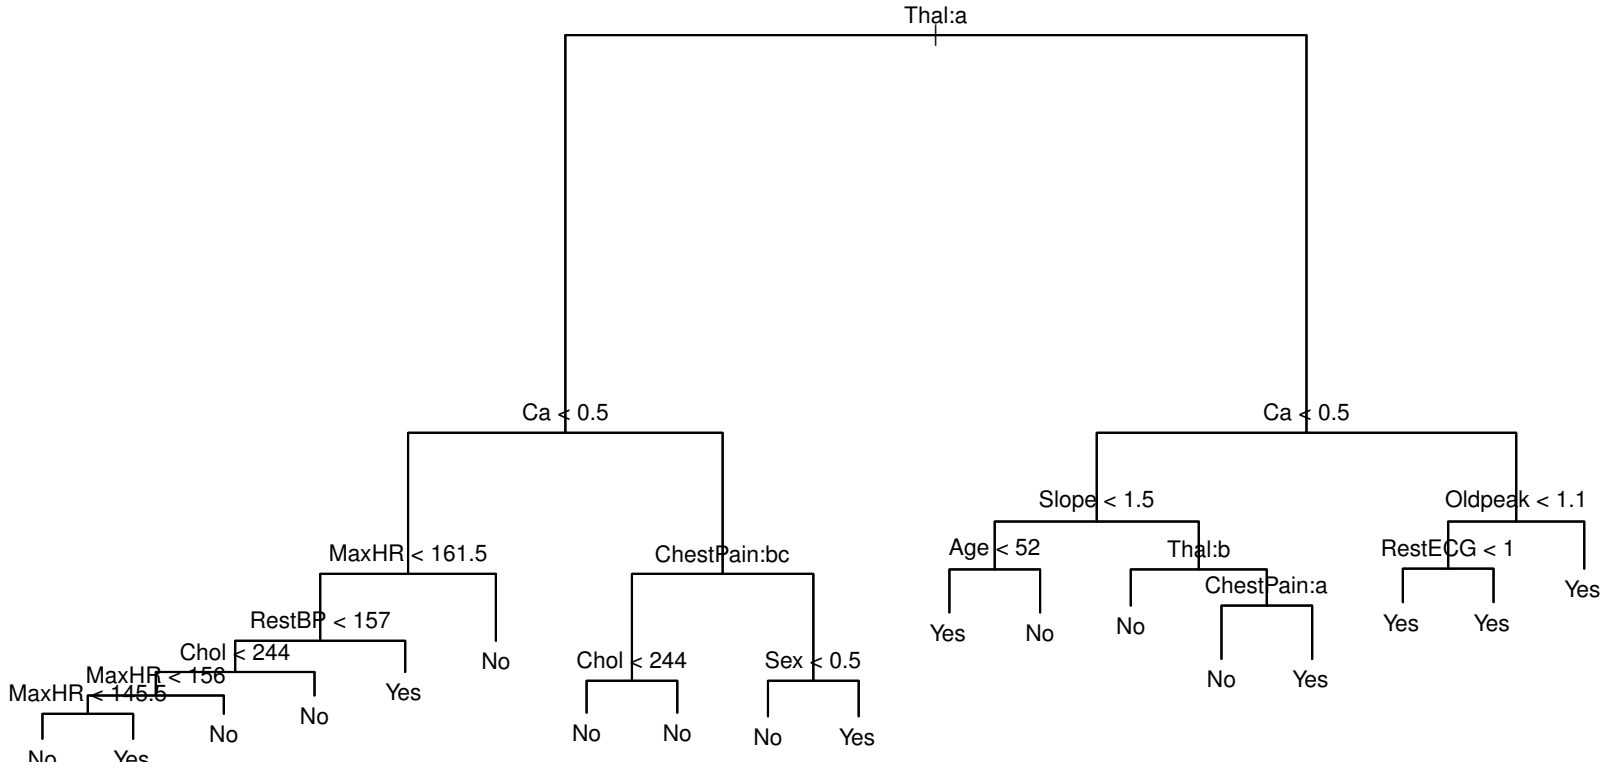 Thal:a
Ca < 0.5
Ca < 0.5
Slope < 1.5
Oldpeak < 1.1
MaxHR < 161.5
ChestPain:bc
Age < 52
Thal:b
RestECG < 1
ChestPain:a
Yes
Yes
No
No
Yes
Yes
RestBP < 157
No
Chol < 244
Sex < 0.5
No
Yes
Chol < 244
Yes
MaxHR < 156
No
MaxHR < 145.5
No
No
No
No
Yes
No
Yes